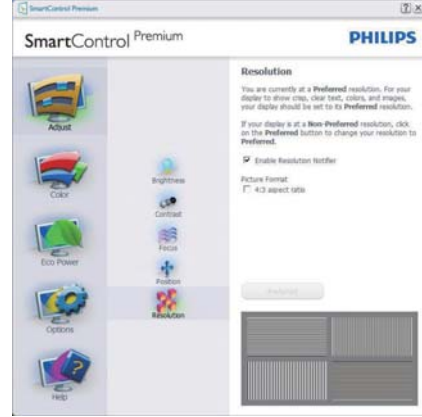 SmartControl Premium
SmartControl Premium
PHILIPS
Adjust
Color
Eco Power
Options
Help
Brightness
Contrast
Focus
Position
Resolution
Resolution
You are currently at a Preferred resolution. For your
display to show crisp, clear text, colors, and images,
your display should be set to its Preferred resolution.
If your display is at a Non-Preferred resolution, click
on the Preferred button to change your resolution to
Preferred.
Enable Resolution Notifier
Picture Format
4:3 aspect ratio
Preferred